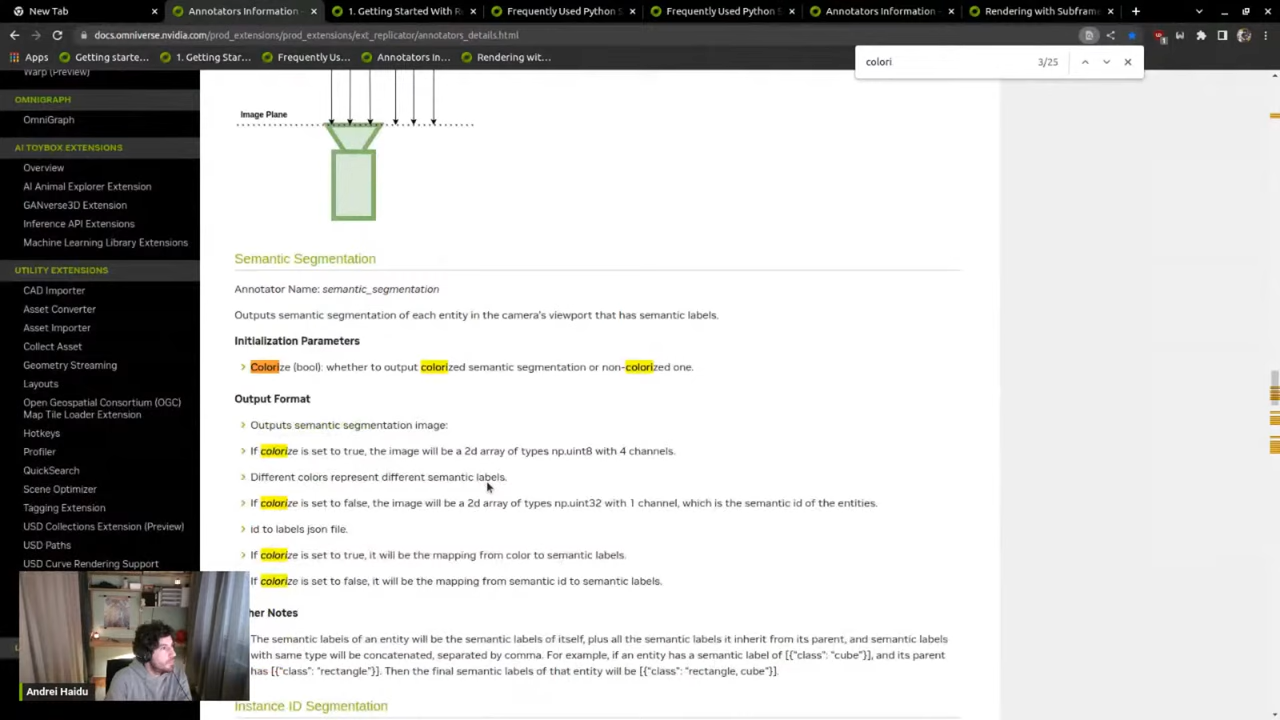 New Tab
Annotators Information
1. Getting Started With R
Frequently Used Python S
Frequently Used Python S
Annotators Information
Rendering with Subframe
docs.omniverse.nvidia.com/prod_extensions/prod_extensions/ext_replicator/annotators_details.html
Apps
Getting starte...
1. Getting Star...
Frequently Us...
Annotators In...
Rendering wit...
colori
3/25
Warp (Preview)
OMNIGRAPH
OmniGraph
AI TOYBOX EXTENSIONS
Overview
AI Animal Explorer Extension
GANverse3D Extension
Inference API Extensions
Machine Learning Library Extensions
UTILITY EXTENSIONS
CAD Importer
Asset Converter
Asset Importer
Collect Asset
Geometry Streaming
Layouts
Open Geospatial Consortium (OGC)
Map Tile Loader Extension
Hotkeys
Profiler
QuickSearch
Scene Optimizer
Tagging Extension
USD Collections Extension (Preview)
USD Paths
USD Curve Rendering Support
Andrei Haidu
Image Plane
Semantic Segmentation
Annotator Name: semantic_segmentation
Outputs semantic segmentation of each entity in the camera's viewport that has semantic labels.
Initialization Parameters
Colorize (bool): whether to output colorized semantic segmentation or non-colorized one.
Output Format
Outputs semantic segmentation image:
If colorize is set to true, the image will be a 2d array of types np.uint8 with 4 channels.
Different colors represent different semantic labels.
If colorize is set to false, the image will be a 2d array of types np.uint32 with 1 channel, which is the semantic id of the entities.
id to labels json file.
If colorize is set to true, it will be the mapping from color to semantic labels.
If colorize is set to false, it will be the mapping from semantic id to semantic labels.
her Notes
The semantic labels of an entity will be the semantic labels of itself, plus all the semantic labels it inherit from its parent, and semantic labels
with same type will be concatenated, separated by comma. For example, if an entity has a semantic label of [{"class": "cube"}], and its parent
has [{"class": "rectangle"}]. Then the final semantic labels of that entity will be [{"class": "rectangle, cube"}].
Instance ID Segmentation